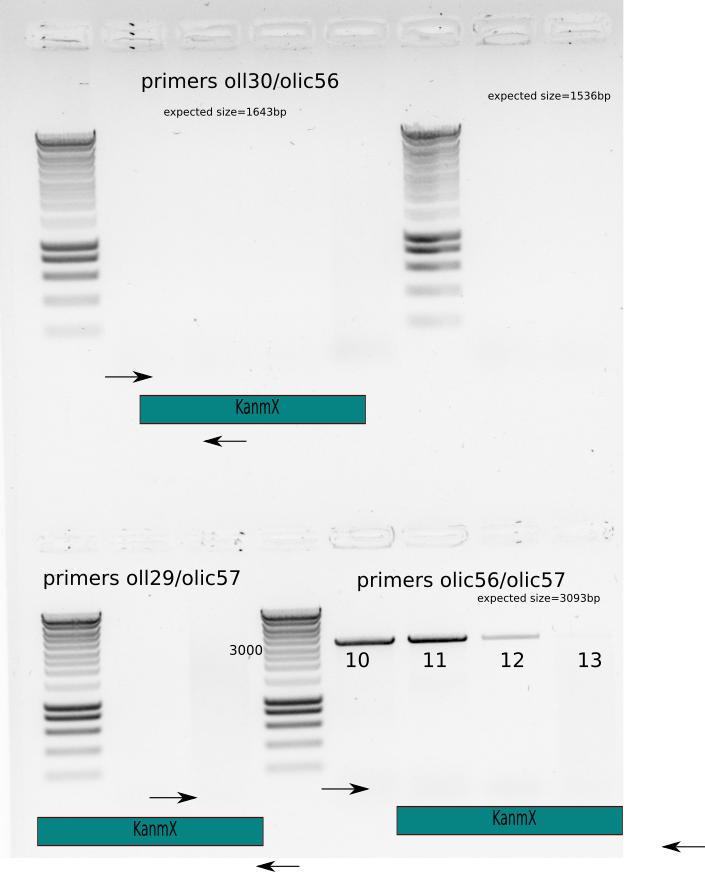 primers oll30/olic56
expected size=1643bp
expected size=1536bp
KanmX
primers oll29/olic57
primers olic56/olic57
expected size=3093bp
3000
10 11 12 13
KanmX
KanmX